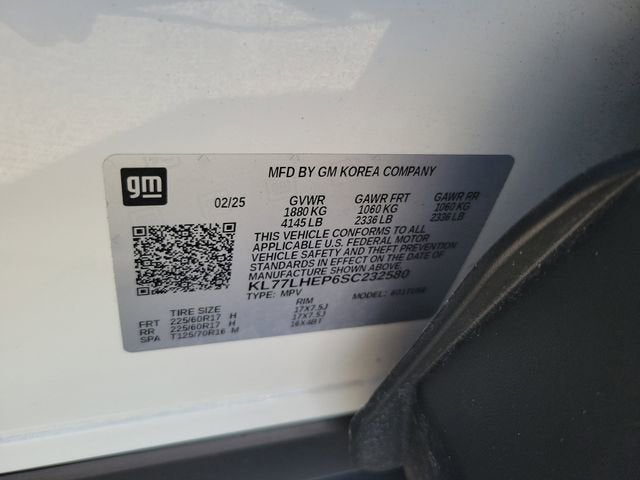 gm
MFD BY GM KOREA COMPANY
02/25 GVWR GAWR FRT GAWR RR
1880 KG 1060 KG 1060 KG
4145 LB 2336 LB 2336 LB
THIS VEHICLE CONFORMS TO ALL
APPLICABLE U.S. FEDERAL MOTOR
VEHICLE SAFETY AND THEFT PREVENTION
STANDARDS IN EFFECT ON THE DATE OF
MANUFACTURE SHOWN ABOVE.
KL77LHEP6SC232580
TYPE: MPV MODEL:
TIRE SIZE RIM
FRT 225/60R17 H 17X7.5J
RR 225/60R17 H 17X7.5J
SPA T125/70R16 M 16X4BT